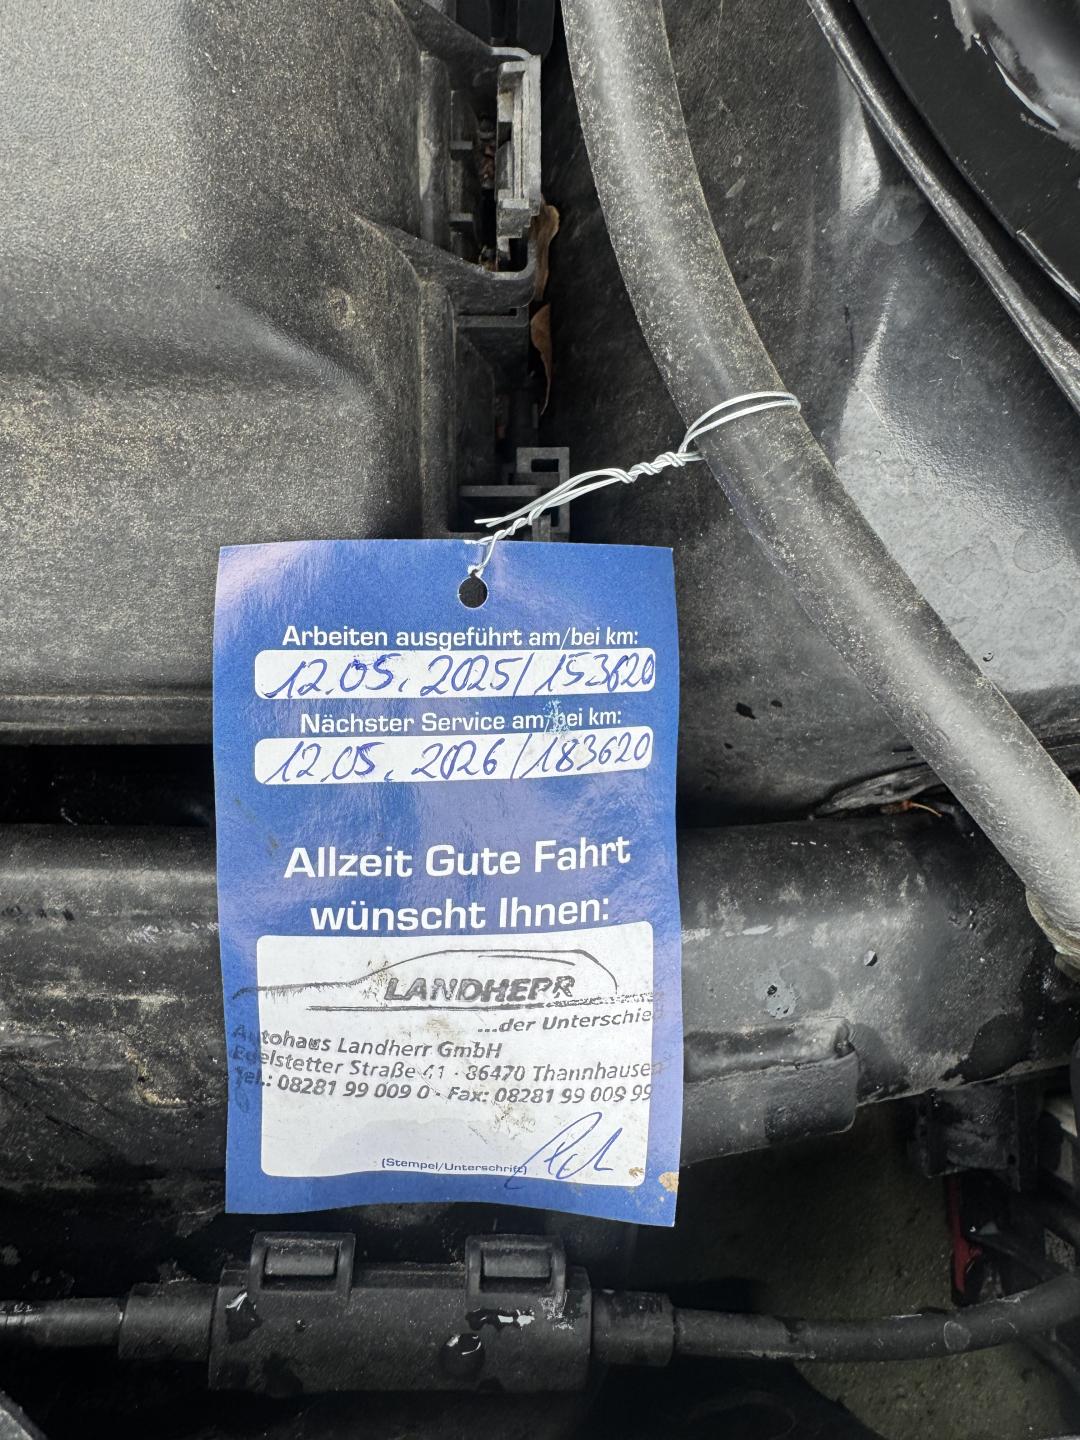 Arbeiten ausgeführt am/bei km:
12.05.2025/153620
Nächster Service am/bei km:
12.05.2026/183620
Allzeit Gute Fahrt
wünscht Ihnen:
LANDHERR
...der Unterschied
Autohaus Landherr GmbH
Edelstetter Straße 41 · 86470 Thannhausen
Tel.: 08281 99 009 0 · Fax: 08281 99 009 99
(Stempel/Unterschrift)